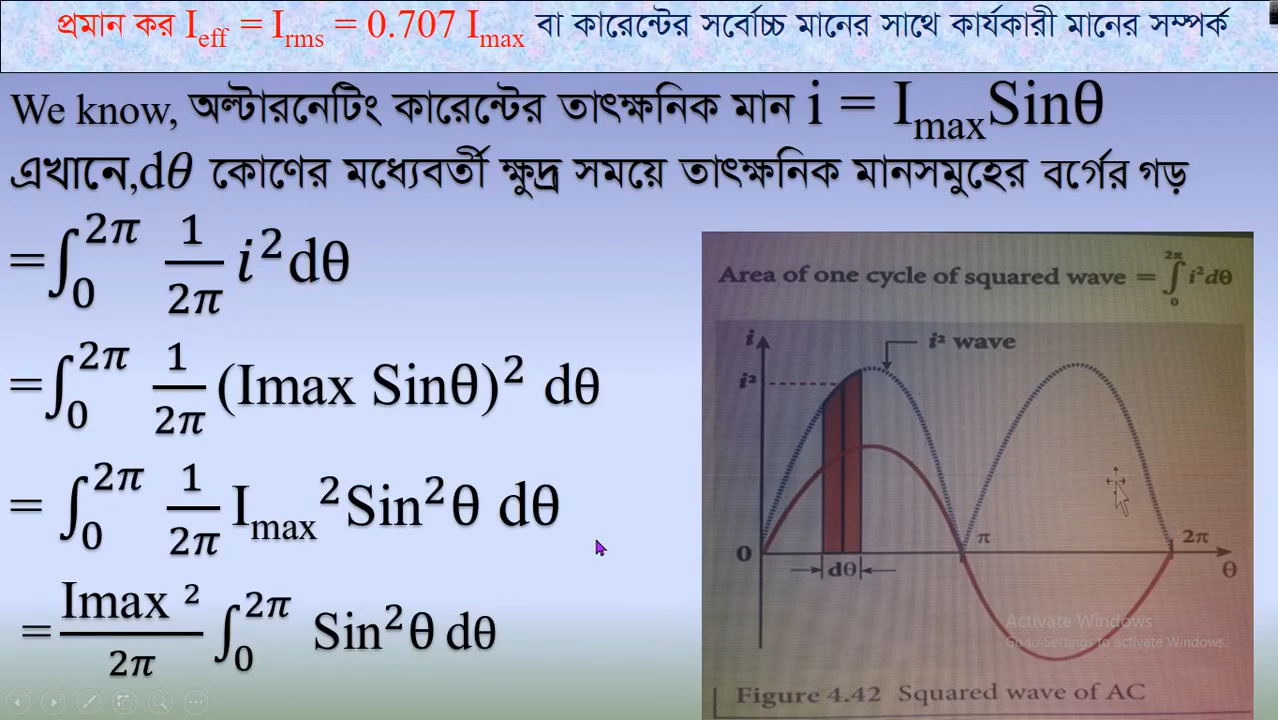 প্রমান কর Ieff = Irms = 0.707 Imax বা কারেন্টের সর্বোচ্চ মানের সাথে কার্যকারী মানের সম্পর্ক
We know, অল্টারনেটিং কারেন্টের তাৎক্ষনিক মান i = ImaxSinθ
এখানে,dθ কোণের মধ্যেবর্তী ক্ষুদ্র সময়ে তাৎক্ষনিক মানসমুহের বর্গের গড়
=∫₀^2π 1/2π i²dθ
=∫₀^2π 1/2π (Imax Sinθ)² dθ
= ∫₀^2π 1/2π Imax²Sin²θ dθ
= Imax ²/2π ∫₀^2π Sin²θ dθ
Area of one cycle of squared wave = ∫₀^2π i²dθ
i
i² wave
i²
0
π
2π
dθ
θ
Activate Windows
Go to Settings to activate Windows.
Figure 4.42 Squared wave of AC